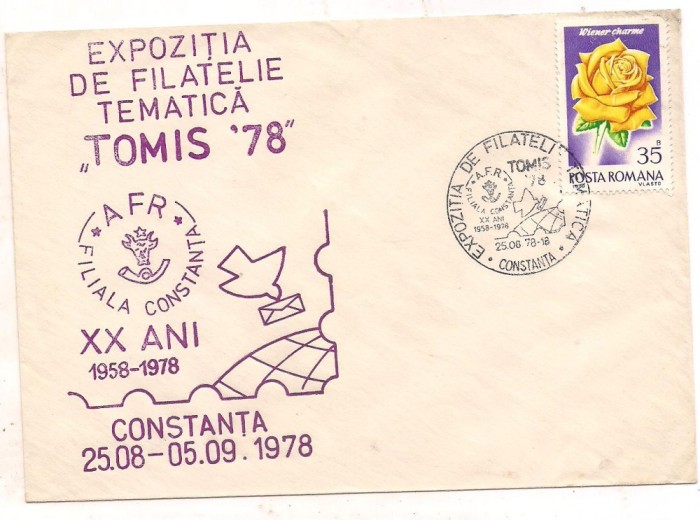 EXPOZIȚIA
DE FILATELIE
TEMATICĂ
"TOMIS '78"
AFR
FILIALA CONSTANȚA
XX ANI
1958-1978
CONSTANȚA
25.08-05.09.1978
EXPOZIȚIA DE FILATELIE TEMATICĂ
TOMIS
'78
A.F.R.
FILIALA CONSTANȚA
XX ANI
1958-1978
25.08 78-18
CONSTANȚA
Wiener charme
35 B
POSTA ROMANA
VLASTO